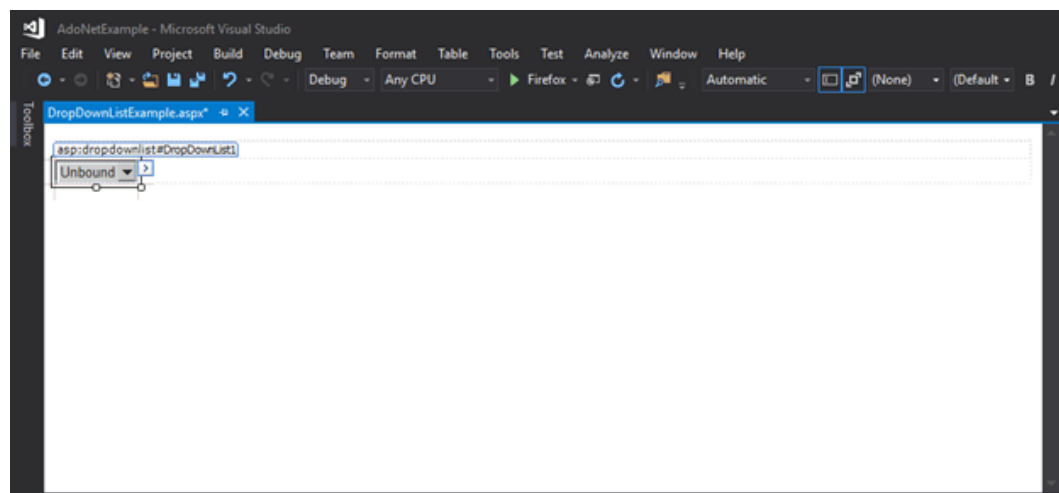 AdoNetExample - Microsoft Visual Studio
File Edit View Project Build Debug Team Format Table Tools Test Analyze Window Help
Debug Any CPU Firefox Automatic (None) (Default B I
Toolbox
DropDownListExample.aspx*
asp:dropdownlist#DropDownList1
Unbound